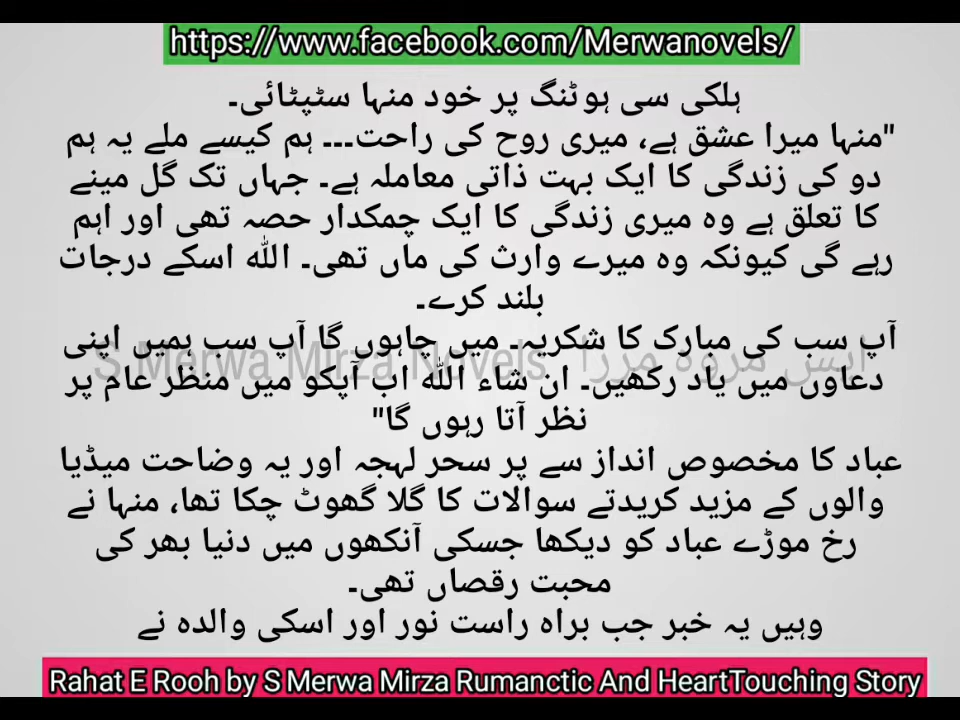 https://www.facebook.com/Merwanovels/
ہلکی سی ہوٹنگ پر خود منہا سٹپٹائی۔
"منہا میرا عشق ہے، میری روح کی راحت۔۔۔ ہم کیسے ملے یہ ہم
دو کی زندگی کا ایک بہت ذاتی معاملہ ہے۔ جہاں تک گل مینے
کا تعلق ہے وہ میری زندگی کا ایک چمکدار حصہ تھی اور اہم
رہے گی کیونکہ وہ میرے وارث کی ماں تھی۔ اللہ اسکے درجات
بلند کرے۔
آپ سب کی مبارک کا شکریہ۔ میں چاہوں گا آپ سب ہمیں اپنی
S Merwa Mirza Novels ایس مروہ مرزا
دعاوں میں یاد رکھیں۔ ان شاء اللہ اب آپکو میں منظر عام پر
نظر آتا رہوں گا"
عباد کا مخصوص انداز سے پر سحر لہجہ اور یہ وضاحت میڈیا
والوں کے مزید کریدتے سوالات کا گلا گھوٹ چکا تھا، منہا نے
رخ موڑے عباد کو دیکھا جسکی آنکھوں میں دنیا بھر کی
محبت رقصاں تھی۔
وہیں یہ خبر جب براہ راست نور اور اسکی والدہ نے
Rahat E Rooh by S Merwa Mirza Rumanctic And HeartTouching Story